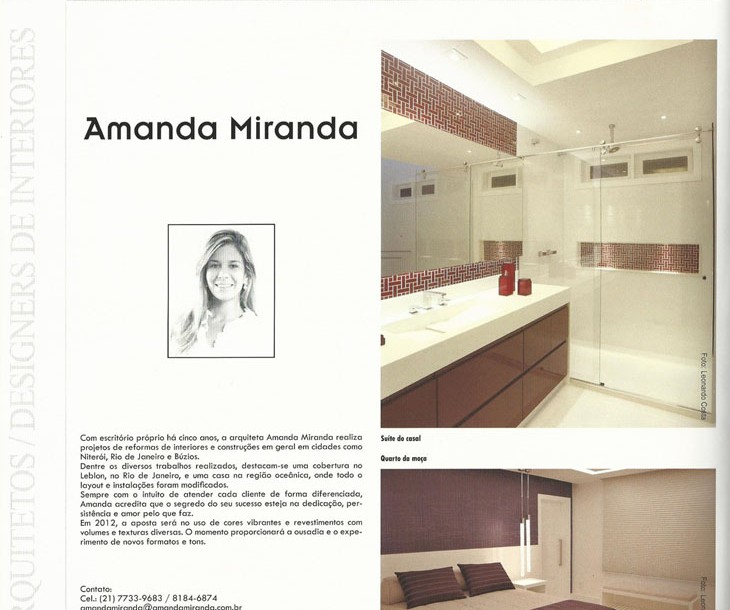 ARQUITETOS / DESIGNERS DE INTERIORES
Amanda Miranda
Com escritório próprio há cinco anos, a arquiteta Amanda Miranda realiza
projetos de reformas de interiores e construções em geral em cidades como
Niterói, Rio de Janeiro e Búzios.
Dentre os diversos trabalhos realizados, destacam-se uma cobertura no
Leblon, no Rio de Janeiro, e uma casa na região oceânica, onde todo o
layout e instalações foram modificados.
Sempre com o intuito de atender cada cliente de forma diferenciada,
Amanda acredita que o segredo do seu sucesso esteja na dedicação, per-
sistência e amor pelo que faz.
Em 2012, a aposta será no uso de cores vibrantes e revestimentos com
volumes e texturas diversas. O momento proporcionará a ousadia e o expe-
rimento de novos formatos e tons.
Contato:
Cel.: (21) 7733-9683 / 8184-6874
amandamiranda@amandamiranda.com.br
Foto: Leonardo Costa
Suíte do casal
Quarto da moça